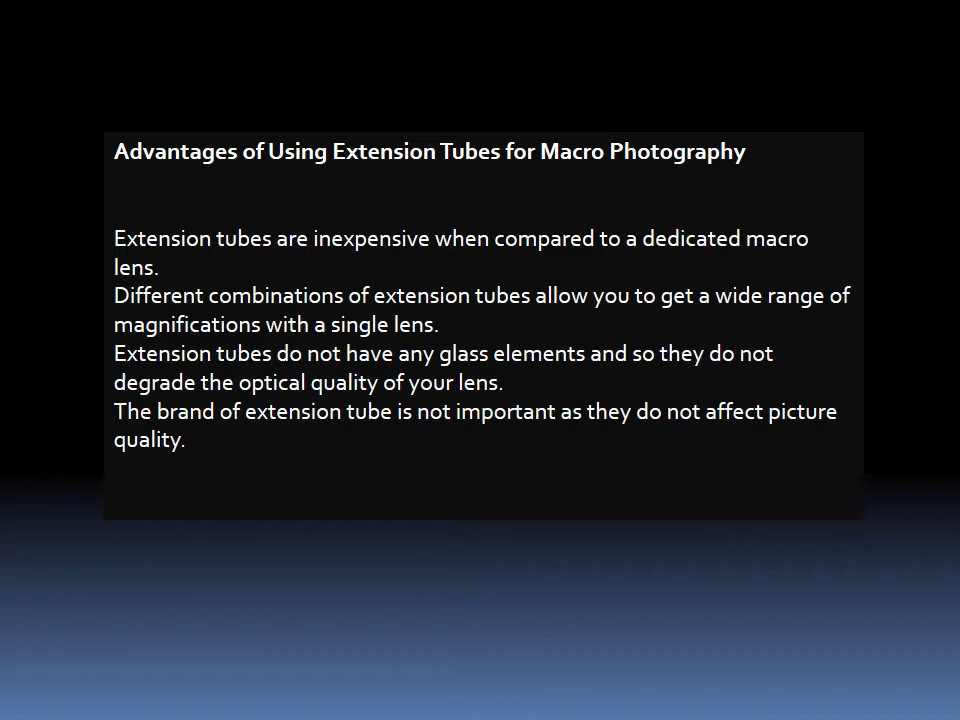 Advantages of Using Extension Tubes for Macro Photography
Extension tubes are inexpensive when compared to a dedicated macro
lens.
Different combinations of extension tubes allow you to get a wide range of
magnifications with a single lens.
Extension tubes do not have any glass elements and so they do not
degrade the optical quality of your lens.
The brand of extension tube is not important as they do not affect picture
quality.